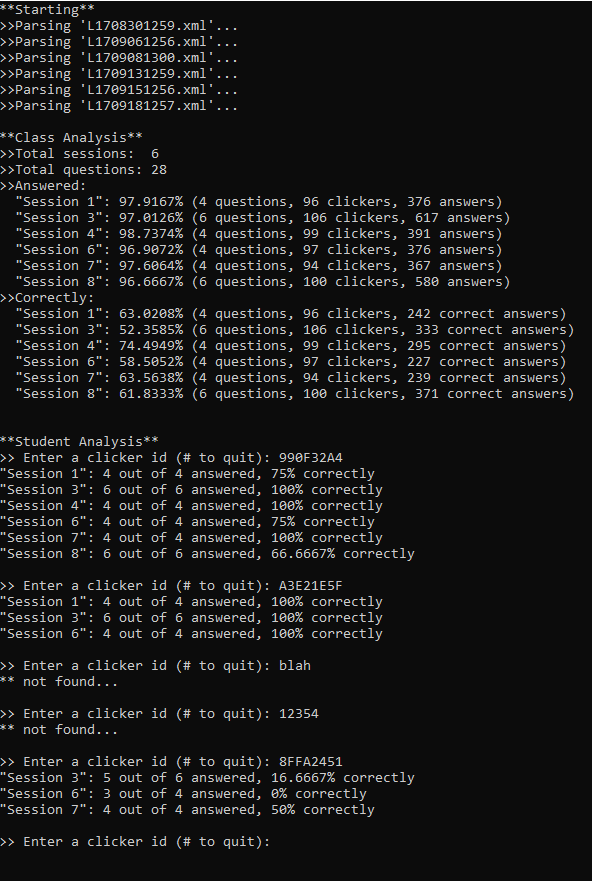 **Starting**
>>Parsing 'L1708301259.xml'...
>>Parsing 'L1709061256.xml'...
>>Parsing 'L1709081300.xml'...
>>Parsing 'L1709131259.xml'...
>>Parsing 'L1709151256.xml'...
>>Parsing 'L1709181257.xml'...
**Class Analysis**
>>Total sessions:  6
>>Total questions: 28
>>Answered:
  "Session 1": 97.9167% (4 questions, 96 clickers, 376 answers)
  "Session 3": 97.0126% (6 questions, 106 clickers, 617 answers)
  "Session 4": 98.7374% (4 questions, 99 clickers, 391 answers)
  "Session 6": 96.9072% (4 questions, 97 clickers, 376 answers)
  "Session 7": 97.6064% (4 questions, 94 clickers, 367 answers)
  "Session 8": 96.6667% (6 questions, 100 clickers, 580 answers)
>>Correctly:
  "Session 1": 63.0208% (4 questions, 96 clickers, 242 correct answers)
  "Session 3": 52.3585% (6 questions, 106 clickers, 333 correct answers)
  "Session 4": 74.4949% (4 questions, 99 clickers, 295 correct answers)
  "Session 6": 58.5052% (4 questions, 97 clickers, 227 correct answers)
  "Session 7": 63.5638% (4 questions, 94 clickers, 239 correct answers)
  "Session 8": 61.8333% (6 questions, 100 clickers, 371 correct answers)
**Student Analysis**
>> Enter a clicker id (# to quit): 990F32A4
"Session 1": 4 out of 4 answered, 75% correctly
"Session 3": 6 out of 6 answered, 100% correctly
"Session 4": 4 out of 4 answered, 100% correctly
"Session 6": 4 out of 4 answered, 75% correctly
"Session 7": 4 out of 4 answered, 100% correctly
"Session 8": 6 out of 6 answered, 66.6667% correctly
>> Enter a clicker id (# to quit): A3E21E5F
"Session 1": 4 out of 4 answered, 100% correctly
"Session 3": 6 out of 6 answered, 100% correctly
"Session 6": 4 out of 4 answered, 100% correctly
>> Enter a clicker id (# to quit): blah
** not found...
>> Enter a clicker id (# to quit): 12354
** not found...
>> Enter a clicker id (# to quit): 8FFA2451
"Session 3": 5 out of 6 answered, 16.6667% correctly
"Session 6": 3 out of 4 answered, 0% correctly
"Session 7": 4 out of 4 answered, 50% correctly
>> Enter a clicker id (# to quit):